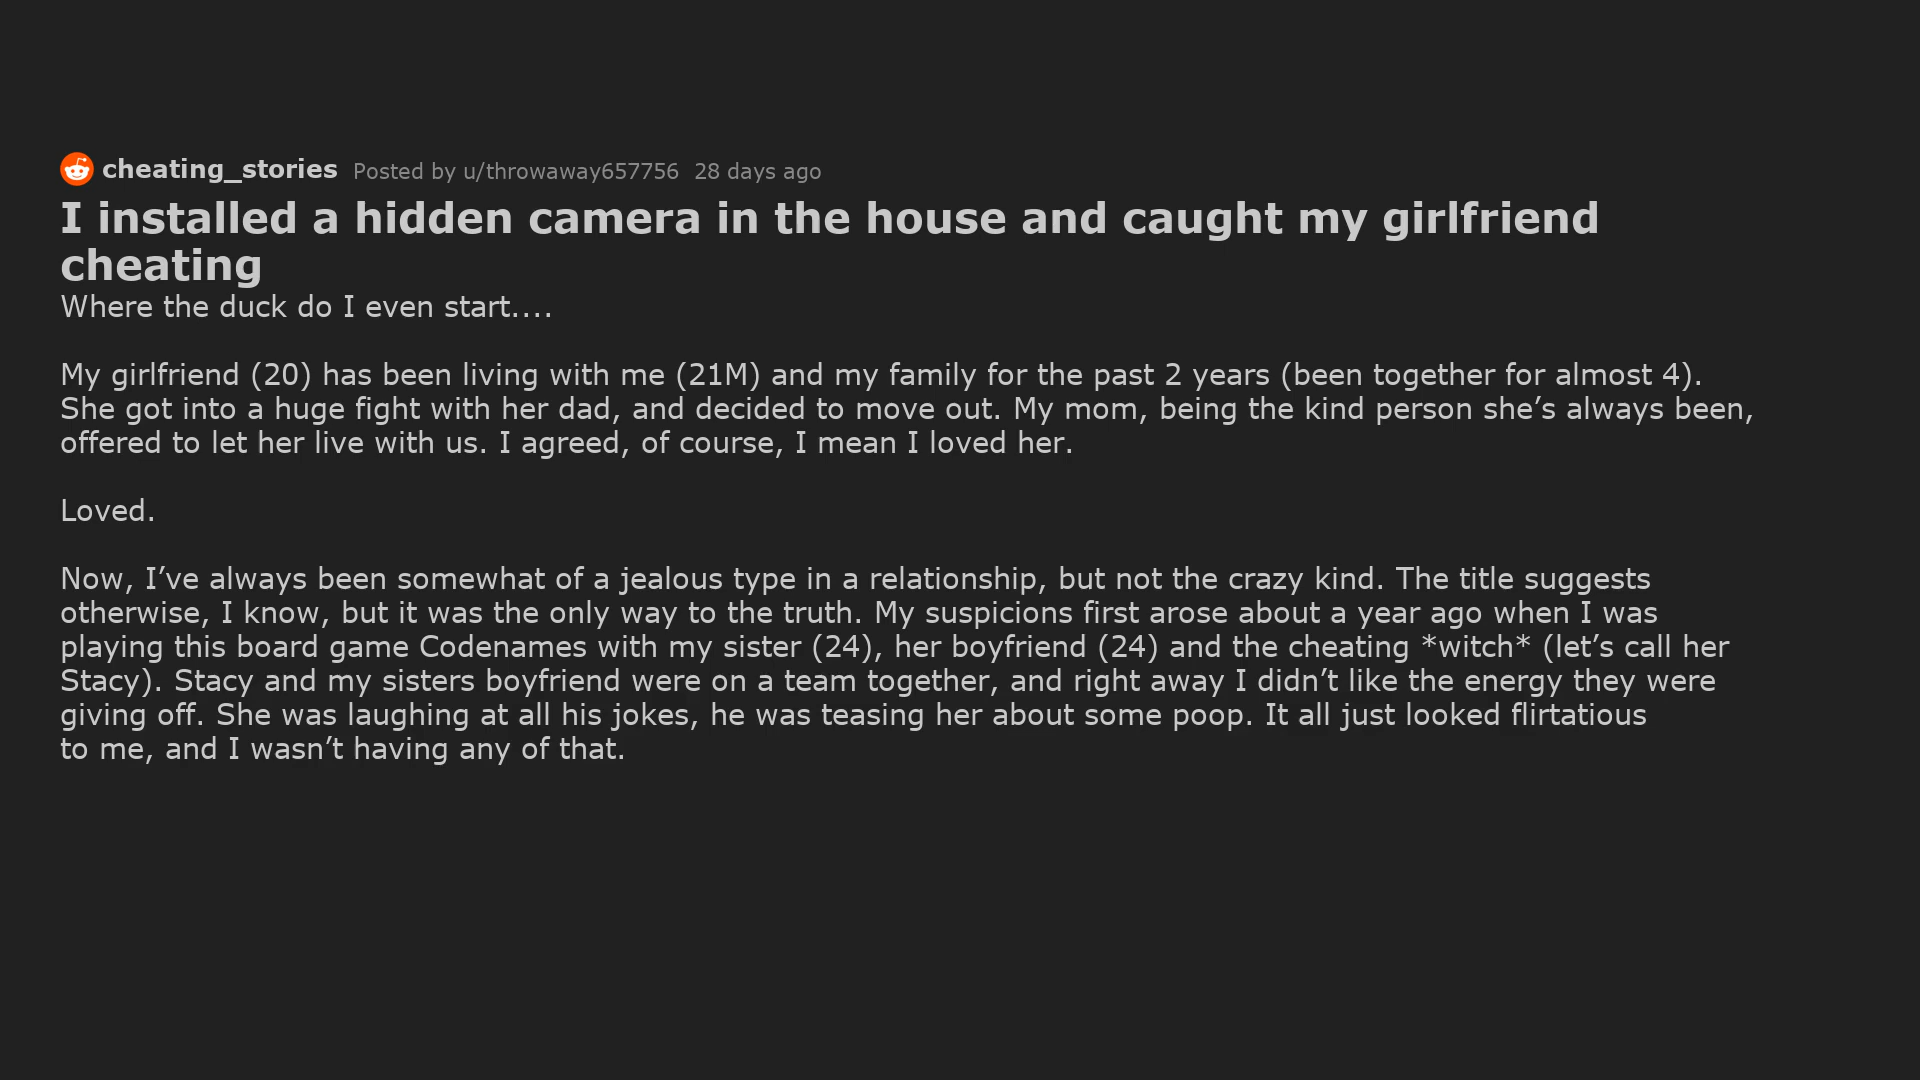 cheating_stories Posted by u/throwaway657756 28 days ago
I installed a hidden camera in the house and caught my girlfriend
cheating
Where the duck do I even start....
My girlfriend (20) has been living with me (21M) and my family for the past 2 years (been together for almost 4).
She got into a huge fight with her dad, and decided to move out. My mom, being the kind person she’s always been,
offered to let her live with us. I agreed, of course, I mean I loved her.
Loved.
Now, I’ve always been somewhat of a jealous type in a relationship, but not the crazy kind. The title suggests
otherwise, I know, but it was the only way to the truth. My suspicions first arose about a year ago when I was
playing this board game Codenames with my sister (24), her boyfriend (24) and the cheating *witch* (let’s call her
Stacy). Stacy and my sisters boyfriend were on a team together, and right away I didn’t like the energy they were
giving off. She was laughing at all his jokes, he was teasing her about some poop. It all just looked flirtatious
to me, and I wasn’t having any of that.